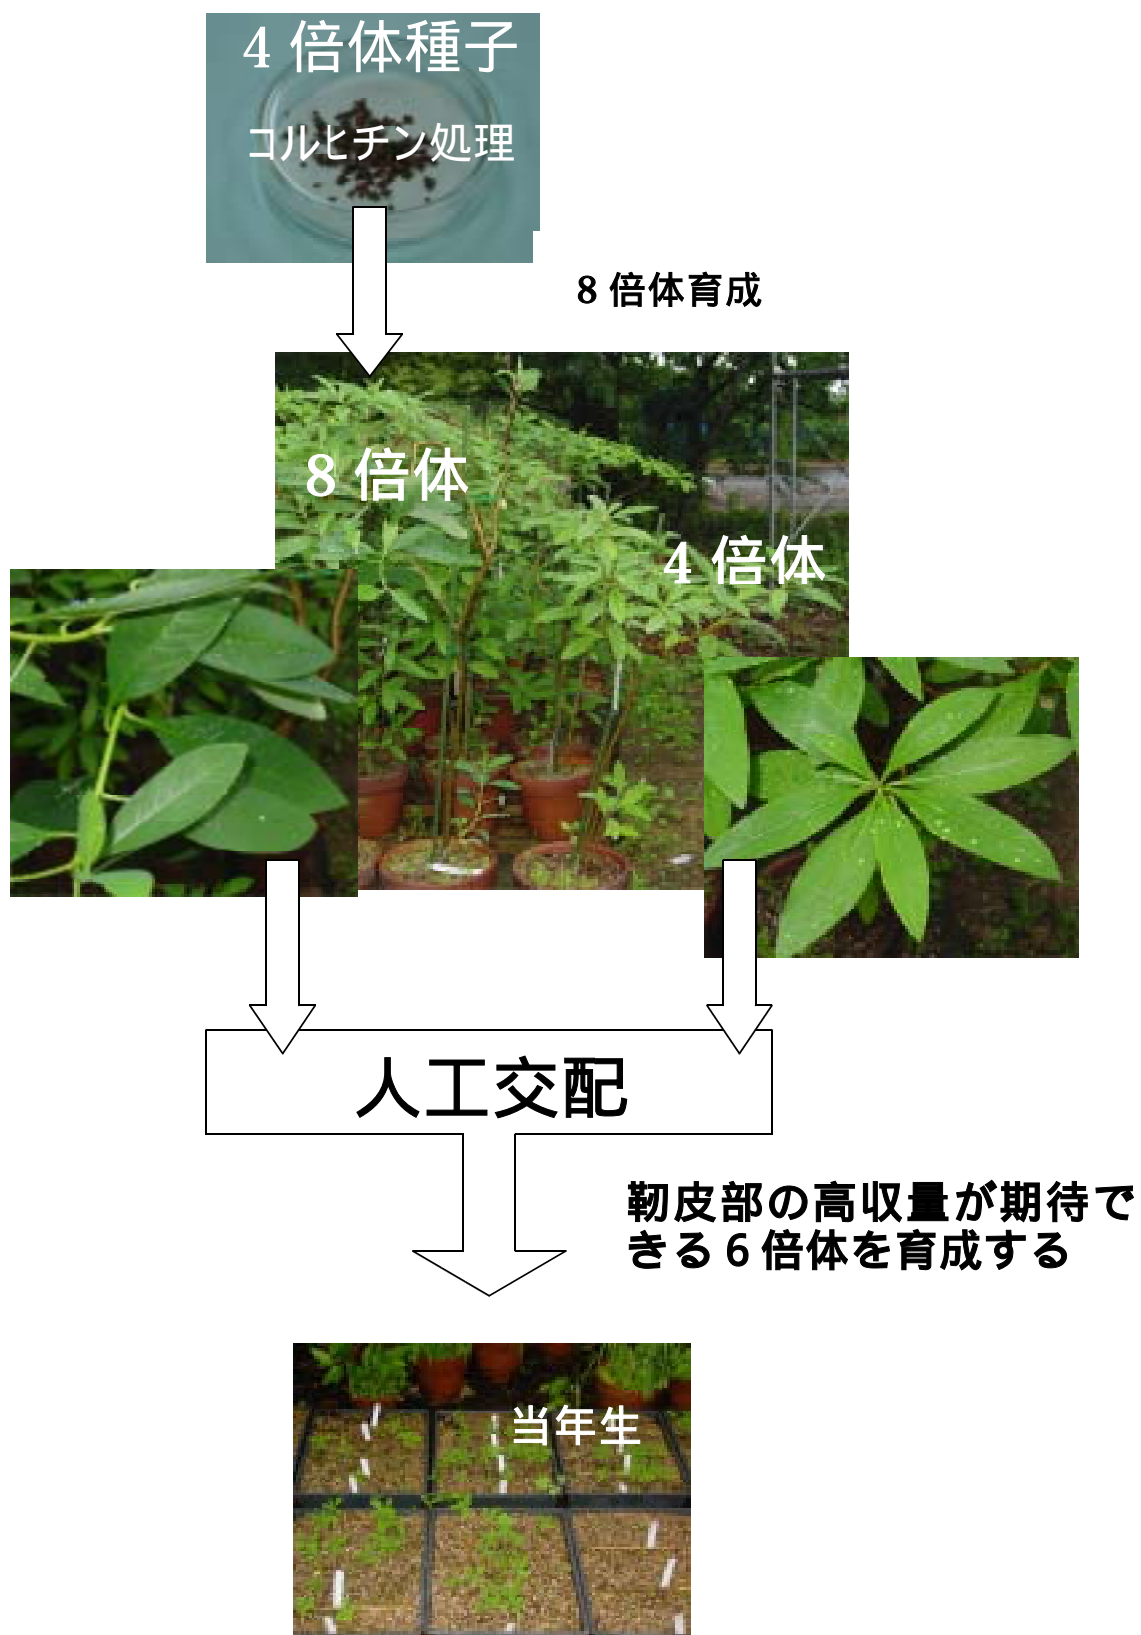 4倍体種子
コルヒチン処理
8倍体育成
8倍体
4倍体
人工交配
靭皮部の高収量が期待で
きる6倍体を育成する
当年生